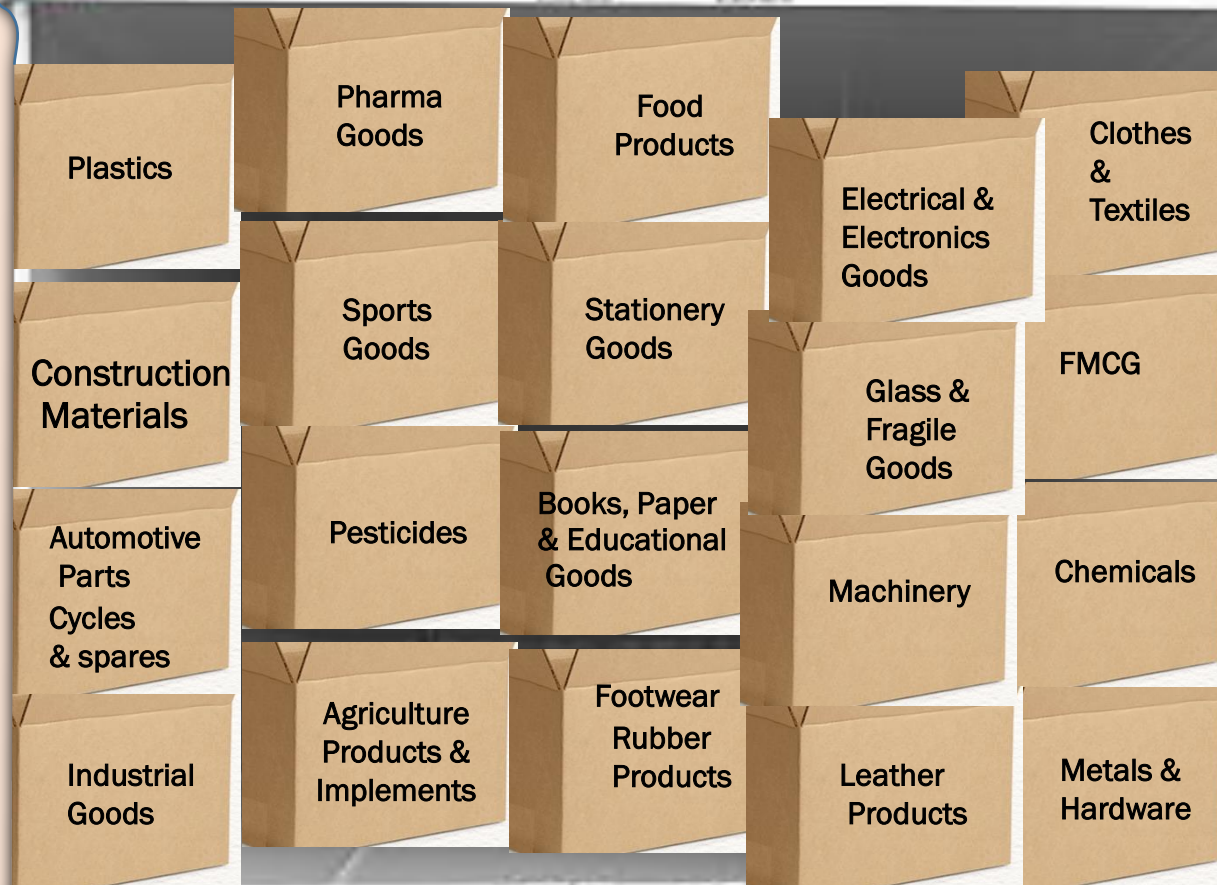 Plastics
Pharma
Goods
Food
Products
Clothes
&
Textiles
Electrical &
Electronics
Goods
Construction
Materials
Sports
Goods
Stationery
Goods
Glass &
Fragile
Goods
FMCG
Automotive
Parts
Cycles
& spares
Pesticides
Books, Paper
& Educational
Goods
Machinery
Chemicals
Industrial
Goods
Agriculture
Products &
Implements
Footwear
Rubber
Products
Leather
Products
Metals &
Hardware